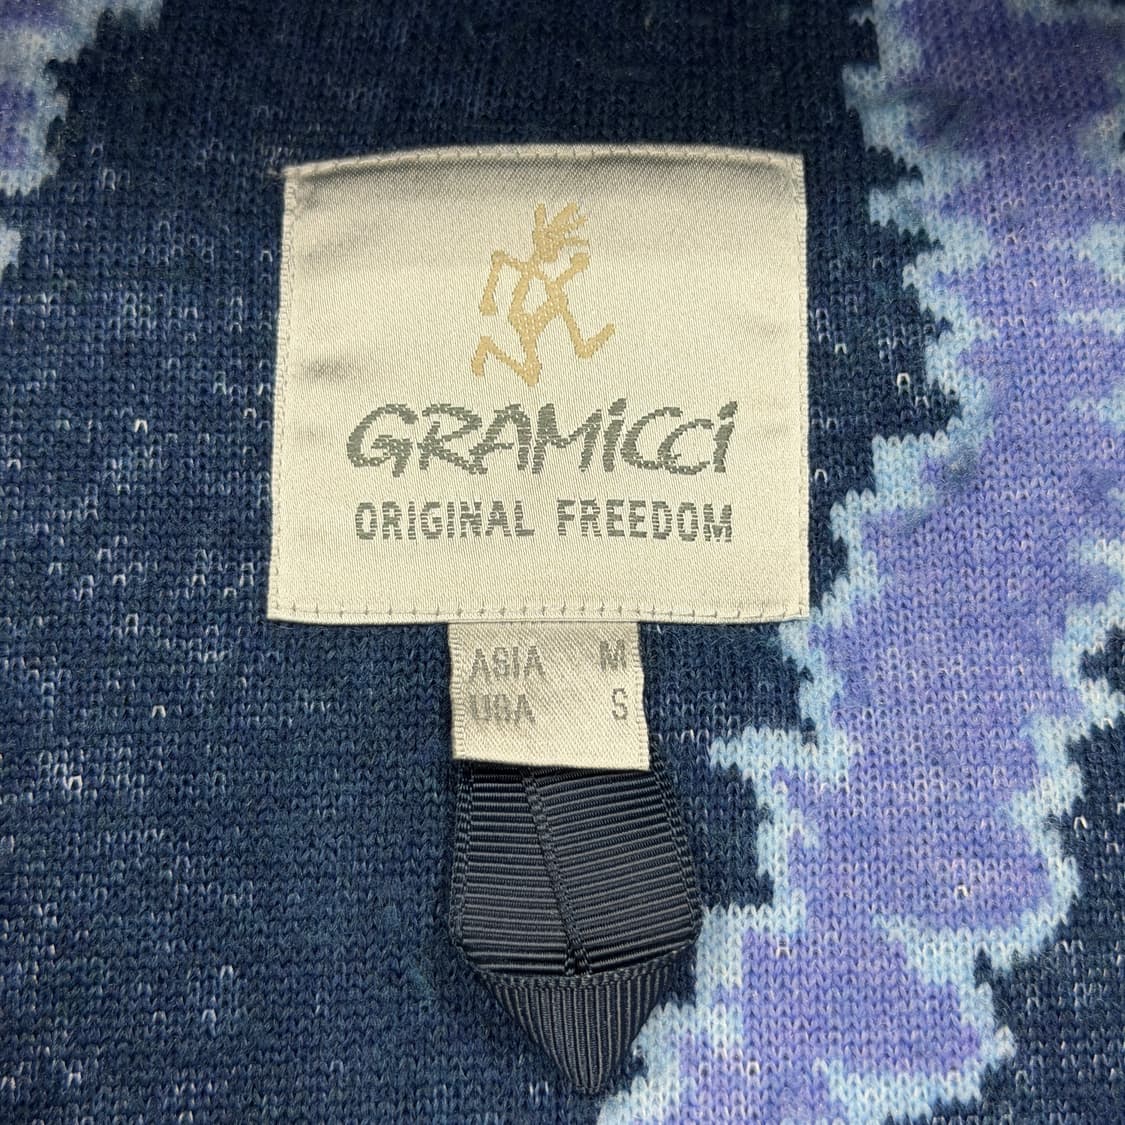 GRAMiCCi
ORIGINAL FREEDOM
ASIA M
USA S